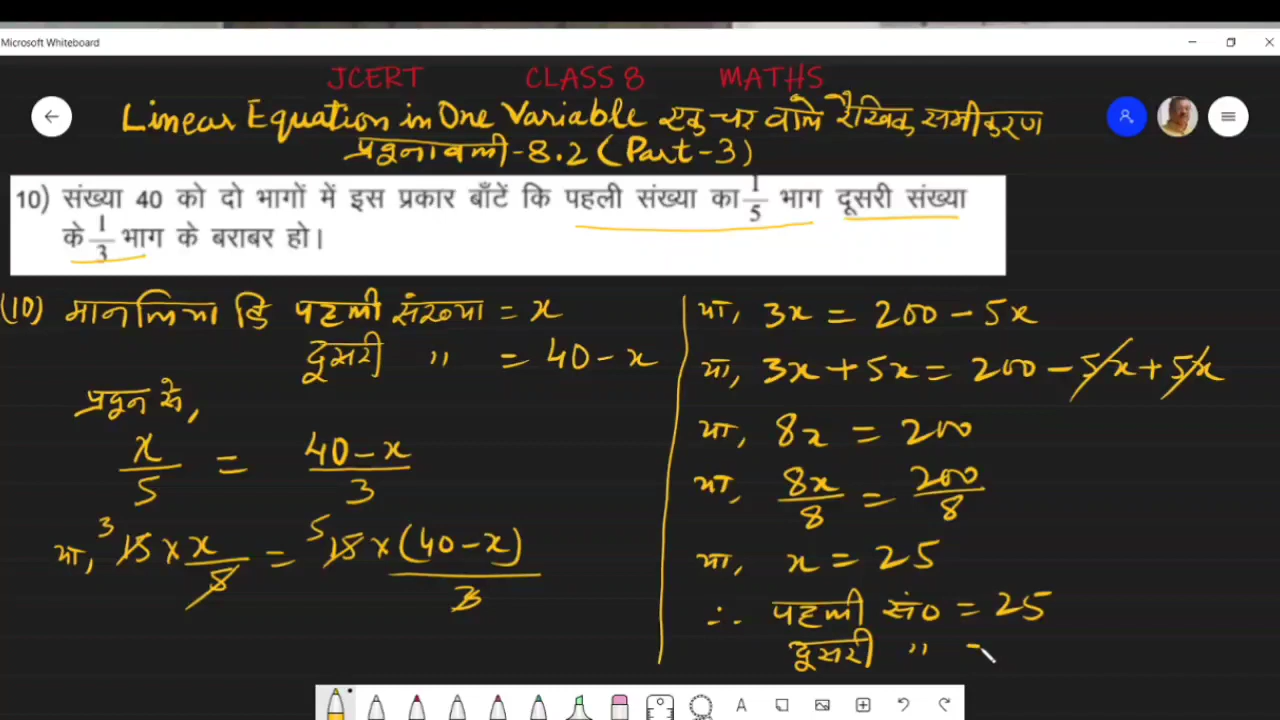 Microsoft Whiteboard
JCERT CLASS 8 MATHS
Linear Equation in One Variable एक चर वाले रैखिक समीकरण
प्रश्नावली-8.2 (Part-3)
10) संख्या 40 को दो भागों में इस प्रकार बाँटें कि पहली संख्या का 1/5 भाग दूसरी संख्या
के 1/3 भाग के बराबर हो।
(10) मानलिया कि पहली संख्या = x
दूसरी " = 40 - x
प्रश्न से,
x/5 = 40-x/3
या, 3 15 × x/5 = 5 15 × (40-x)/3
या, 3x = 200 - 5x
या, 3x + 5x = 200 - 5x + 5x
या, 8x = 200
या, 8x/8 = 200/8
या, x = 25
∴ पहली सं० = 25
दूसरी " =
A